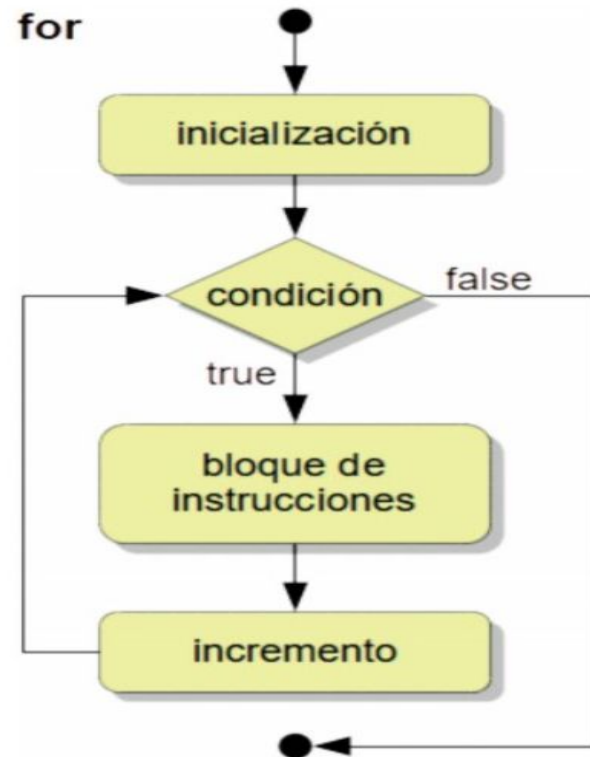 for
inicialización
condición
false
true
bloque de
instrucciones
incremento